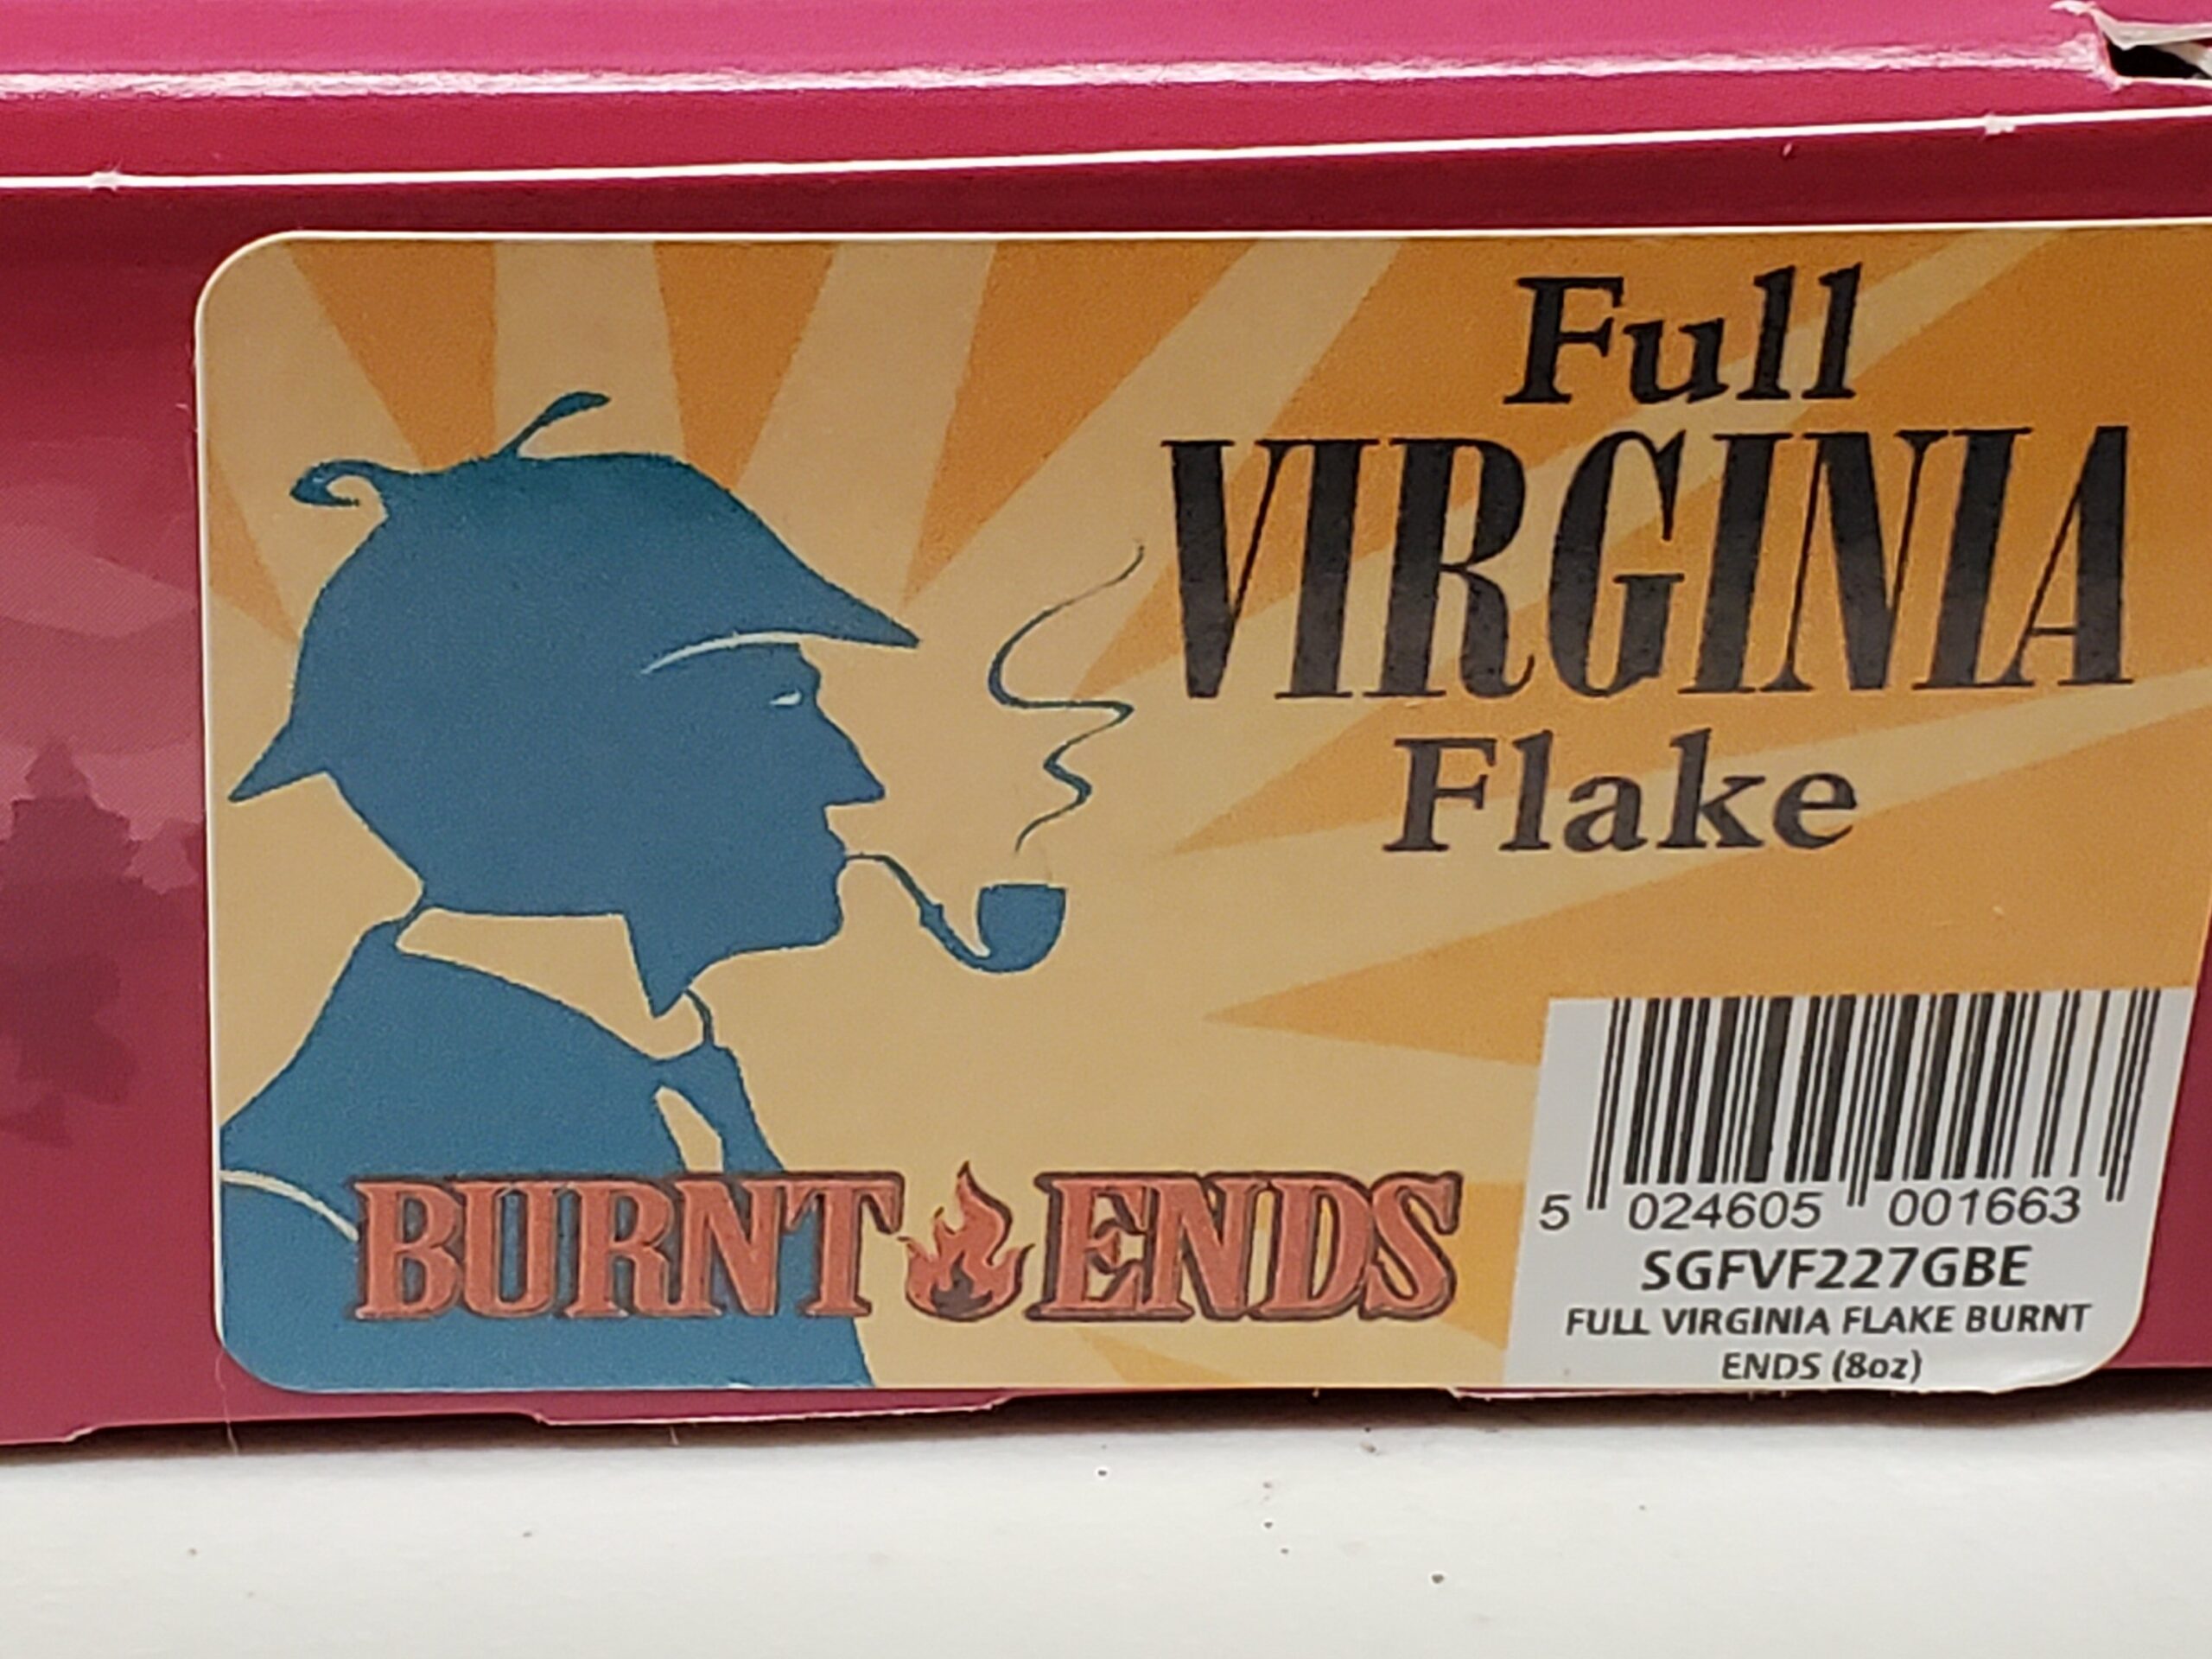 Full
VIRGINIA
Flake
BURNT ENDS
5 024605 001663
SGFVF227GBE
FULL VIRGINIA FLAKE BURNT
ENDS (8oz)